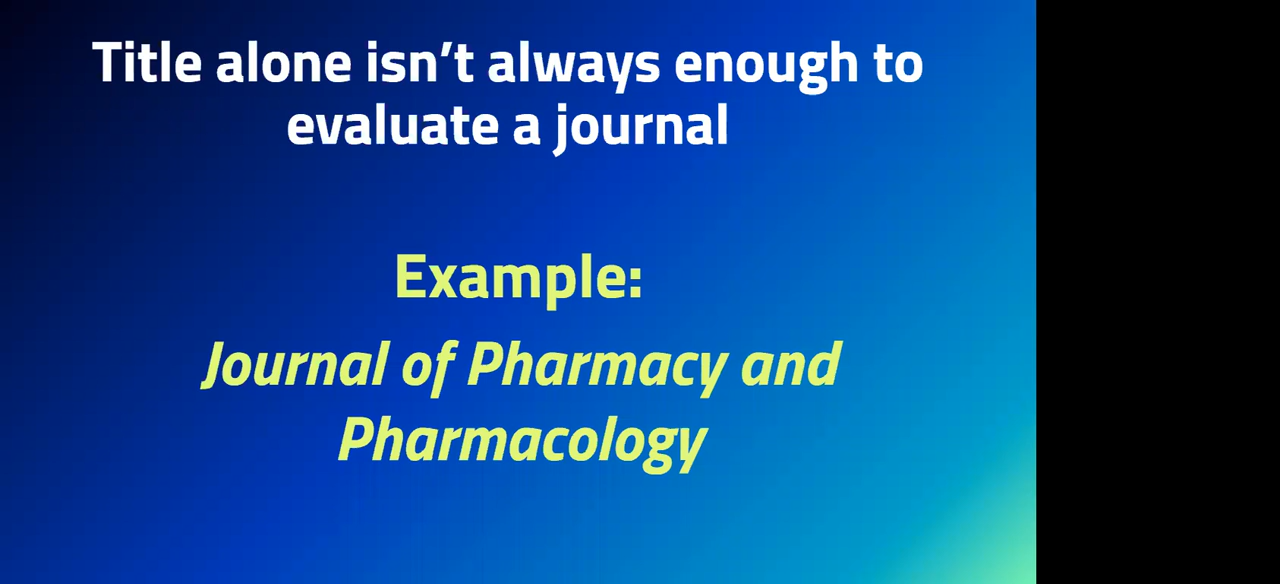 Title alone isn’t always enough to
evaluate a journal
Example:
Journal of Pharmacy and
Pharmacology